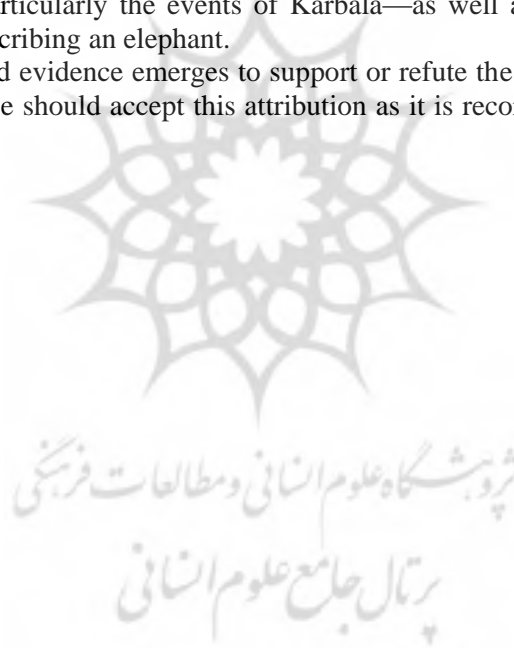 rticularly the events of Karbala—as well a
cribing an elephant.
d evidence emerges to support or refute the
e should accept this attribution as it is reco
پژوهشگاه علوم انسانی و مطالعات فرهنگی
پرتال جامع علوم انسانی